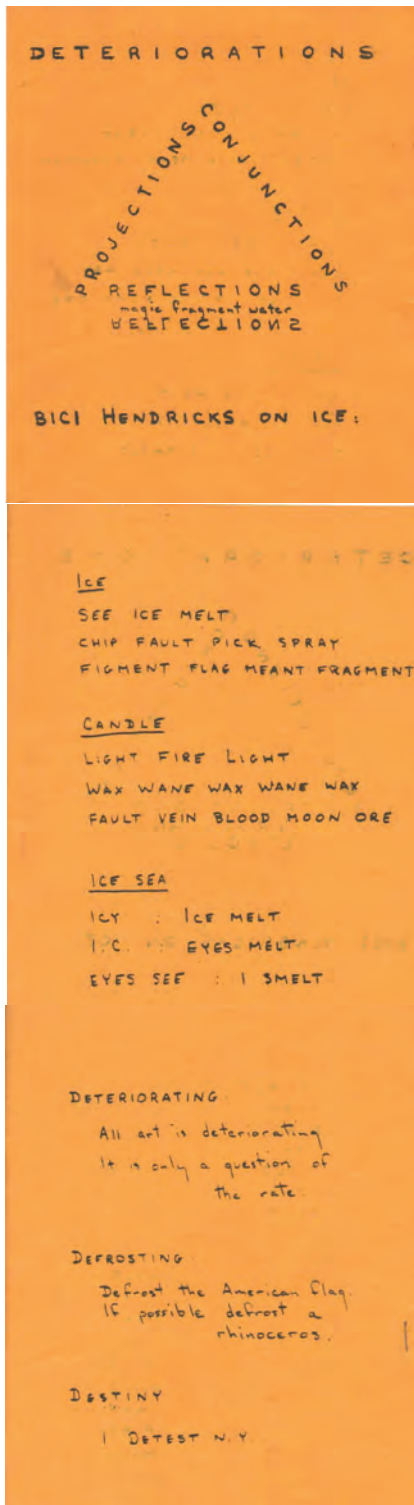 DETERIORATIONS
PROJECTIONS
CONJUNCTIONS
REFLECTIONS
magic fragment water
REFLECTIONS
BICI HENDRICKS ON ICE:
ICE
SEE ICE MELT
CHIP FAULT PICK SPRAY
FIGMENT FLAG MEANT FRAGMENT
CANDLE
LIGHT FIRE LIGHT
WAX WANE WAX WANE WAX
FAULT VEIN BLOOD MOON ORE
ICE SEA
ICY : ICE MELT
I.C. : EYES MELT
EYES SEE : I SMELT
DETERIORATING
All art is deteriorating
It is only a question of
the rate.
DEFROSTING
Defrost the American flag.
If possible defrost a
rhinoceros.
DESTINY
I DETEST N.Y.